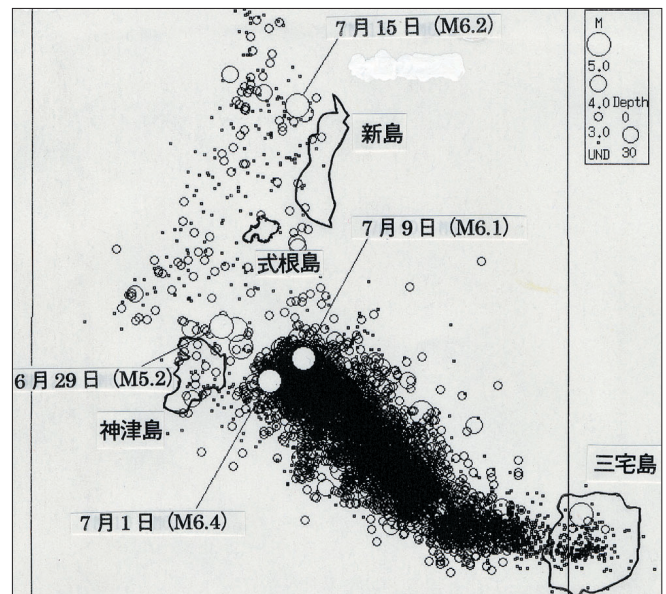 7月15日（M6.2）
M
5.0
4.0 Depth
0
3.0
UND 30
新島
7月9日（M6.1）
式根島
6月29日（M5.2）
神津島
三宅島
7月1日（M6.4）